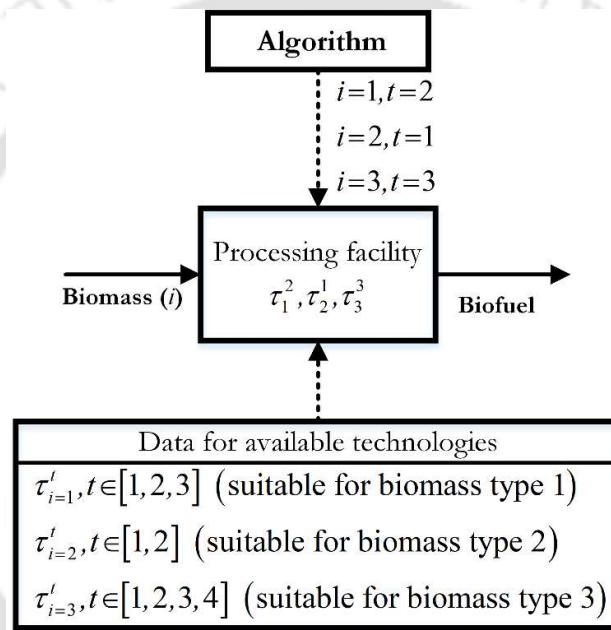 Algorithm
i=1,t=2
i=2,t=1
i=3,t=3
Processing facility
τ₁²,τ₂¹,τ₃³
Biomass (i)
Biofuel
Data for available technologies
τᵗᵢ₌₁,t∈[1,2,3] (suitable for biomass type 1)
τᵗᵢ₌₂,t∈[1,2] (suitable for biomass type 2)
τᵗᵢ₌₃,t∈[1,2,3,4] (suitable for biomass type 3)